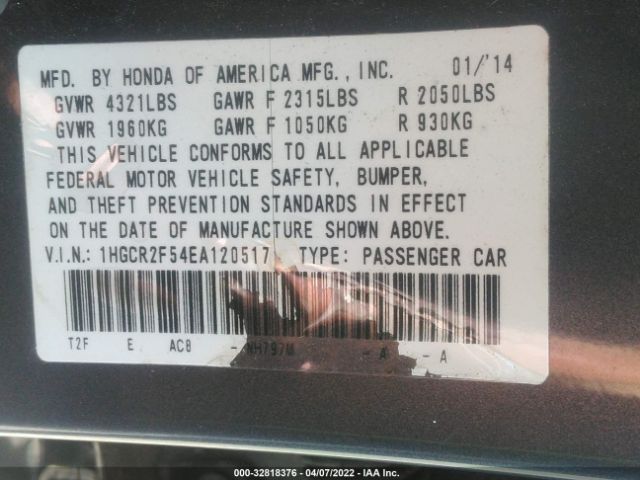 MFD. BY HONDA OF AMERICA MFG., INC. 01/'14
GVWR 4321LBS GAWR F 2315LBS R 2050LBS
GVWR 1960KG GAWR F 1050KG R 930KG
THIS VEHICLE CONFORMS TO ALL APPLICABLE
FEDERAL MOTOR VEHICLE SAFETY, BUMPER,
AND THEFT PREVENTION STANDARDS IN EFFECT
ON THE DATE OF MANUFACTURE SHOWN ABOVE.
V.I.N.: 1HGCR2F54EA120517 TYPE: PASSENGER CAR
T2F E AC8 - NH797M - A - A
000-32818376 - 04/07/2022 - IAA Inc.